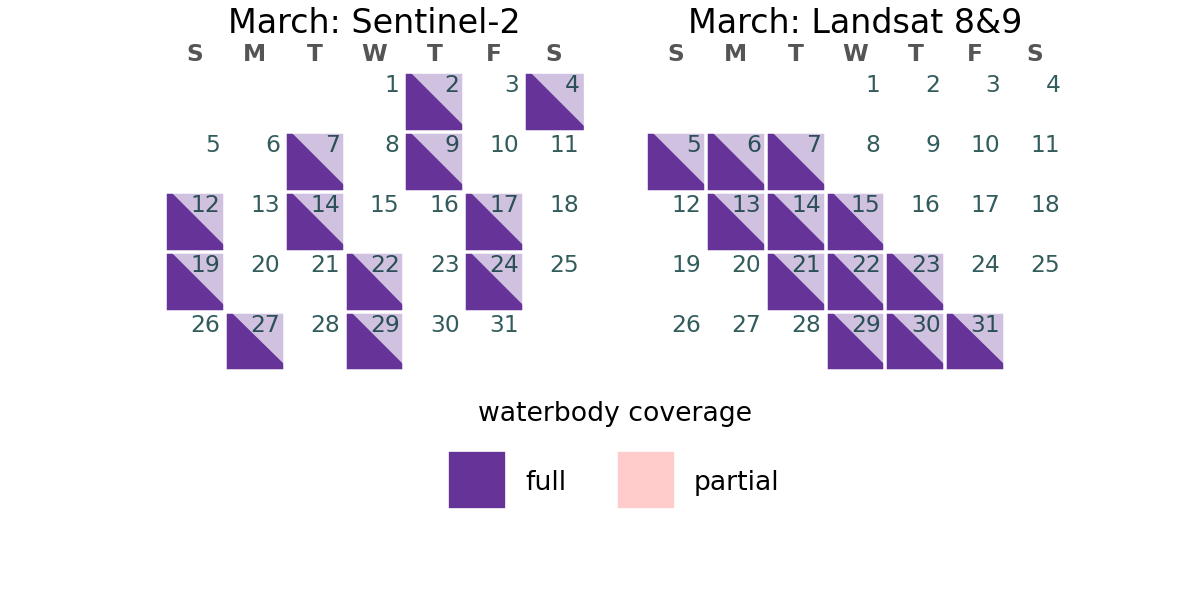 March: Sentinel-2
S M T W T F S
1 2 3 4
5 6 7 8 9 10 11
12 13 14 15 16 17 18
19 20 21 22 23 24 25
26 27 28 29 30 31
March: Landsat 8&9
S M T W T F S
1 2 3 4
5 6 7 8 9 10 11
12 13 14 15 16 17 18
19 20 21 22 23 24 25
26 27 28 29 30 31
waterbody coverage
full partial